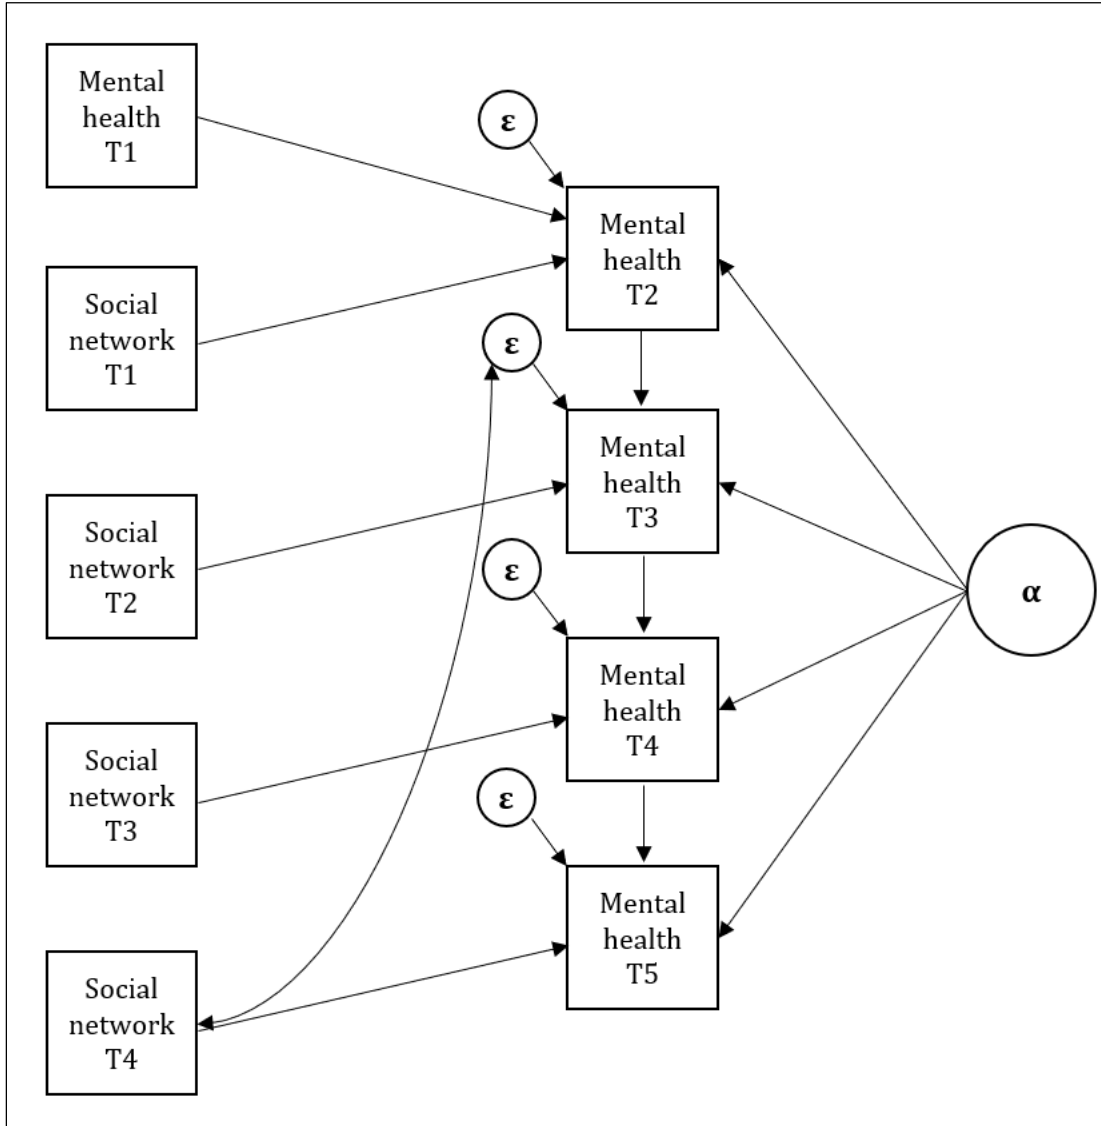 Mental
health
T1
ε
Mental
health
T2
Social
network
T1
ε
Mental
health
T3
Social
network
T2
ε
α
Mental
health
T4
Social
network
T3
ε
Mental
health
T5
Social
network
T4